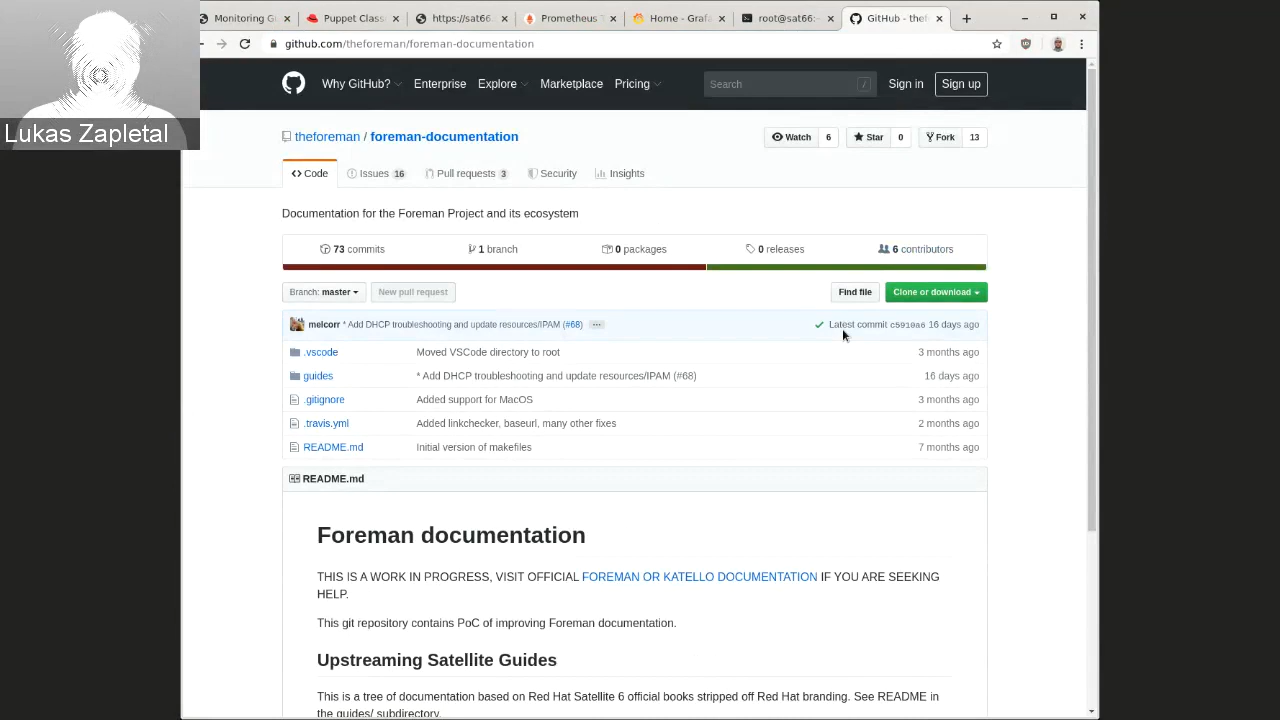 Monitoring G
Puppet Class
https://sat66.
Prometheus T
Home - Grafa
root@sat66:~
GitHub - thef
github.com/theforeman/foreman-documentation
Why GitHub?
Enterprise
Explore
Marketplace
Pricing
Search
/
Sign in
Sign up
Lukas Zapletal
theforeman / foreman-documentation
Watch 6
Star 0
Fork 13
Code
Issues 16
Pull requests 3
Security
Insights
Documentation for the Foreman Project and its ecosystem
73 commits
1 branch
0 packages
0 releases
6 contributors
Branch: master
New pull request
Find file
Clone or download
melcorr * Add DHCP troubleshooting and update resources/IPAM (#68) ...
Latest commit c5910a6 16 days ago
.vscode Moved VSCode directory to root 3 months ago
guides * Add DHCP troubleshooting and update resources/IPAM (#68) 16 days ago
.gitignore Added support for MacOS 3 months ago
.travis.yml Added linkchecker, baseurl, many other fixes 2 months ago
README.md Initial version of makefiles 7 months ago
README.md
Foreman documentation
THIS IS A WORK IN PROGRESS, VISIT OFFICIAL FOREMAN OR KATELLO DOCUMENTATION IF YOU ARE SEEKING
HELP.
This git repository contains PoC of improving Foreman documentation.
Upstreaming Satellite Guides
This is a tree of documentation based on Red Hat Satellite 6 official books stripped off Red Hat branding. See README in
the guides/ subdirectory.